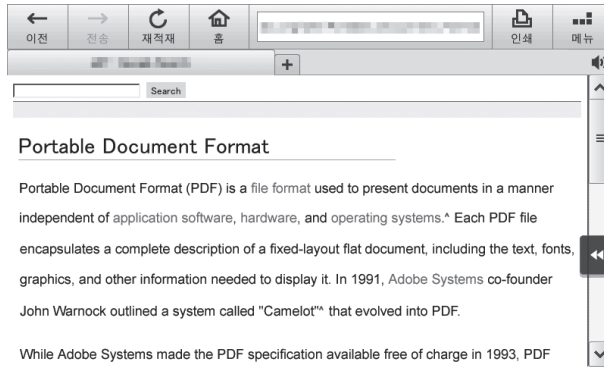 이전
전송
재적재
홈
인쇄
메뉴
Search
Portable Document Format
Portable Document Format (PDF) is a file format used to present documents in a manner
independent of application software, hardware, and operating systems.^ Each PDF file
encapsulates a complete description of a fixed-layout flat document, including the text, fonts,
graphics, and other information needed to display it. In 1991, Adobe Systems co-founder
John Warnock outlined a system called "Camelot"^ that evolved into PDF.
While Adobe Systems made the PDF specification available free of charge in 1993, PDF